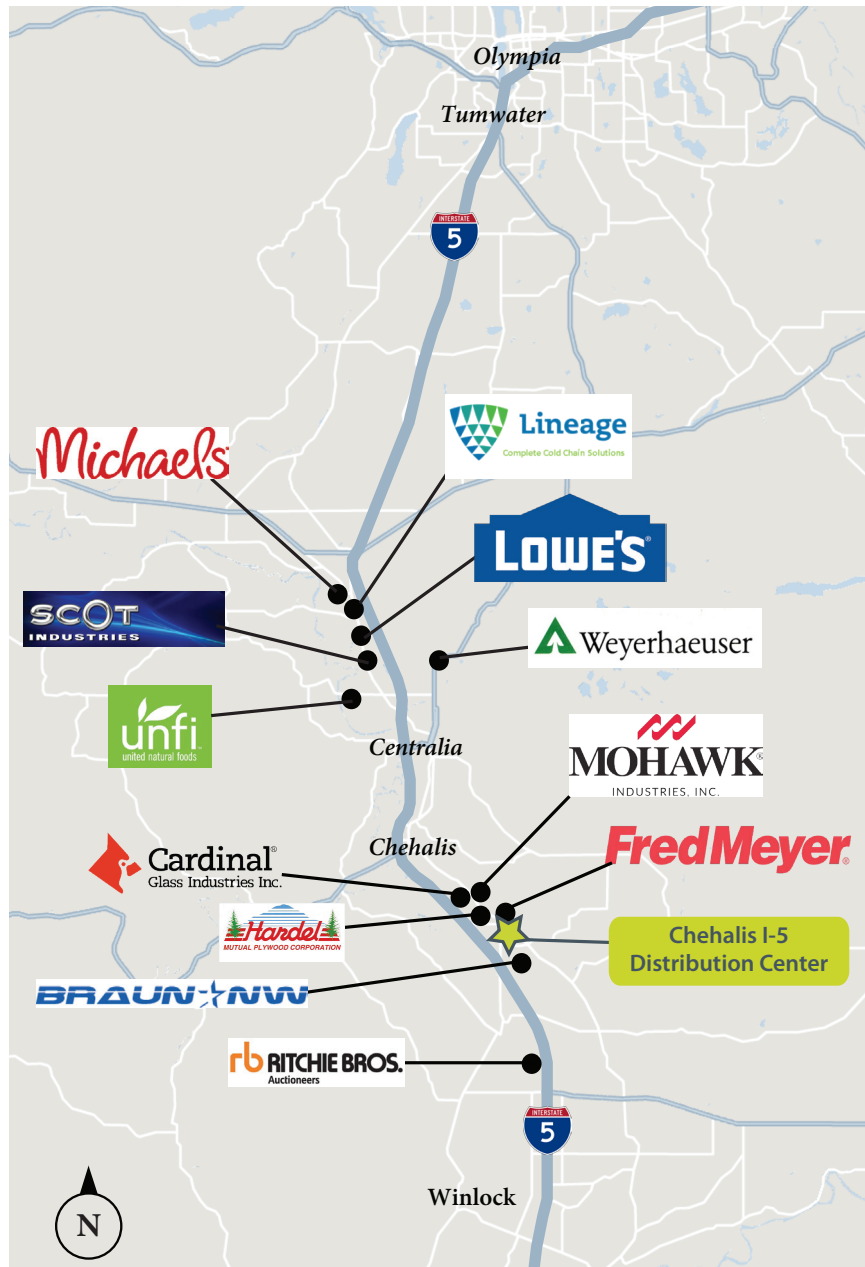 Olympia
Tumwater
INTERSTATE
5
Lineage
Complete Cold Chain Solutions
Michaels
LOWE'S®
SCOT
INDUSTRIES
Weyerhaeuser
unfi™
united natural foods
Centralia
MOHAWK®
INDUSTRIES, INC.
Chehalis
FredMeyer®
Cardinal®
Glass Industries Inc.
Hardel
MUTUAL PLYWOOD CORPORATION
Chehalis I-5
Distribution Center
BRAUN NW
rb RITCHIE BROS.
Auctioneers
INTERSTATE
5
Winlock
N